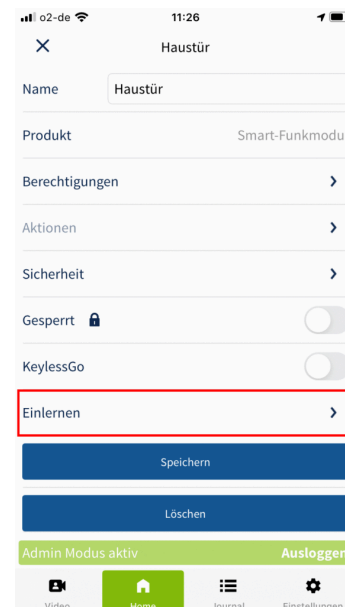 o2-de 11:26
Haustür
Name Haustür
Produkt Smart-Funkmodu
Berechtigungen
Aktionen
Sicherheit
Gesperrt
KeylessGo
Einlernen
Speichern
Löschen
Admin Modus aktiv Ausloggen
Video Home Journal Einstellungen